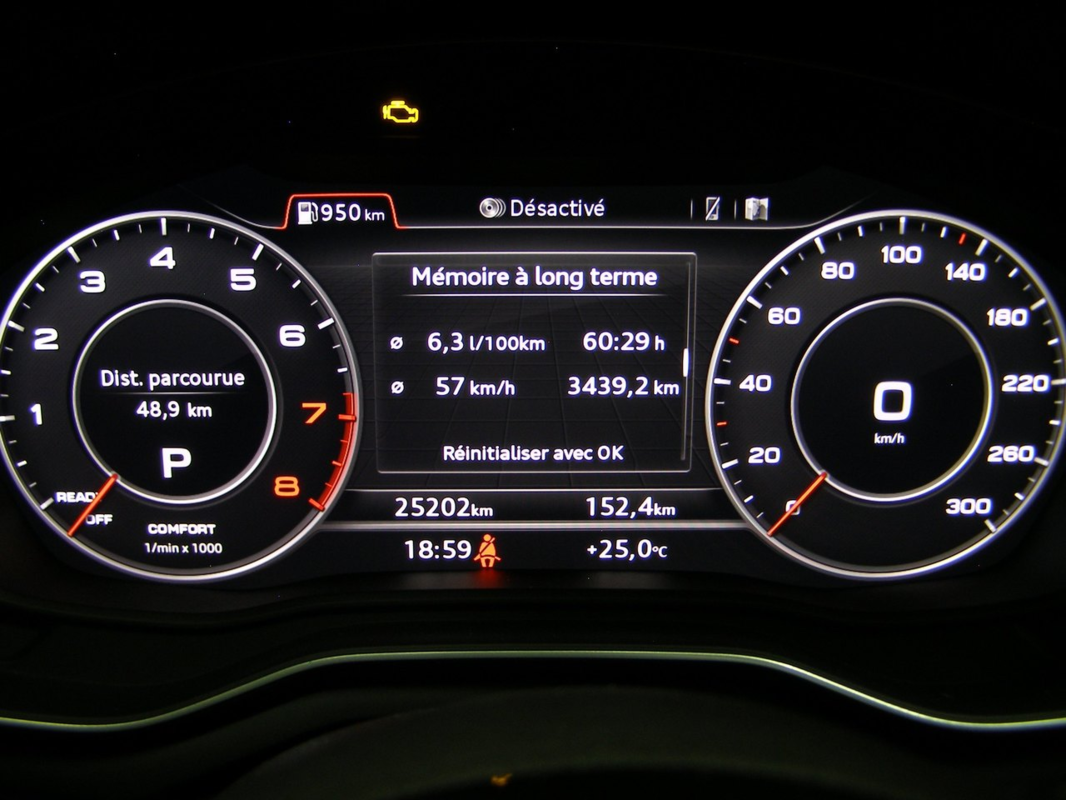 950 km
Désactivé
1
2
3
4
5
6
7
8
Dist. parcourue
48,9 km
P
READY
OFF
COMFORT
1/min x 1000
Mémoire à long terme
ø 6,3 l/100km 60:29 h
ø 57 km/h 3439,2 km
Réinitialiser avec OK
25202km 152,4km
18:59 +25,0°C
0
20
40
60
80
100
140
180
220
260
300
0
km/h